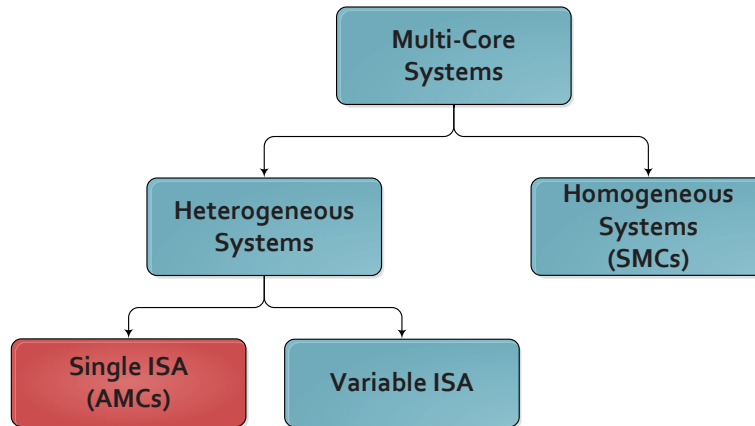 Multi-Core
Systems
Heterogeneous
Systems
Homogeneous
Systems
(SMCs)
Single ISA
(AMCs)
Variable ISA